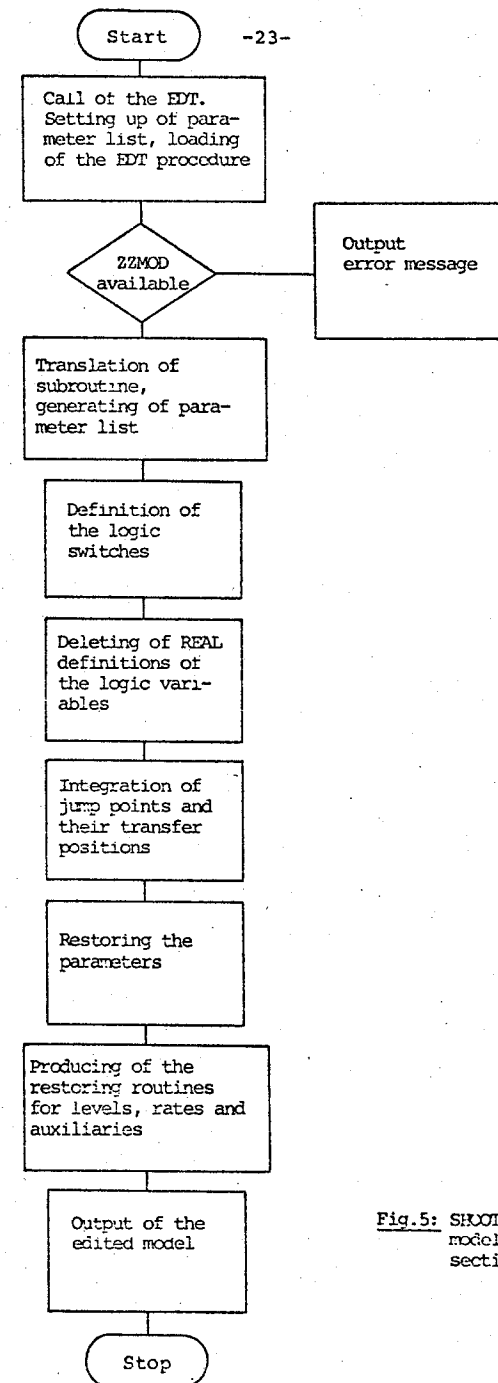 Start
-23-
Call of the EDT.
Setting up of para-
meter list, loading
of the EDT procedure
ZZMOD
available
Output
error message
Translation of
subroutine,
generating of para-
meter list
Definition of
the logic
switches
Deleting of REAL
definitions of
the logic vari-
ables
Integration of
jump points and
their transfer
positions
Restoring the
parameters
Producing of the
restoring routines
for levels, rates and
auxiliaries
Output of the
edited model
Fig.5: SHOOT
model
secti
Stop